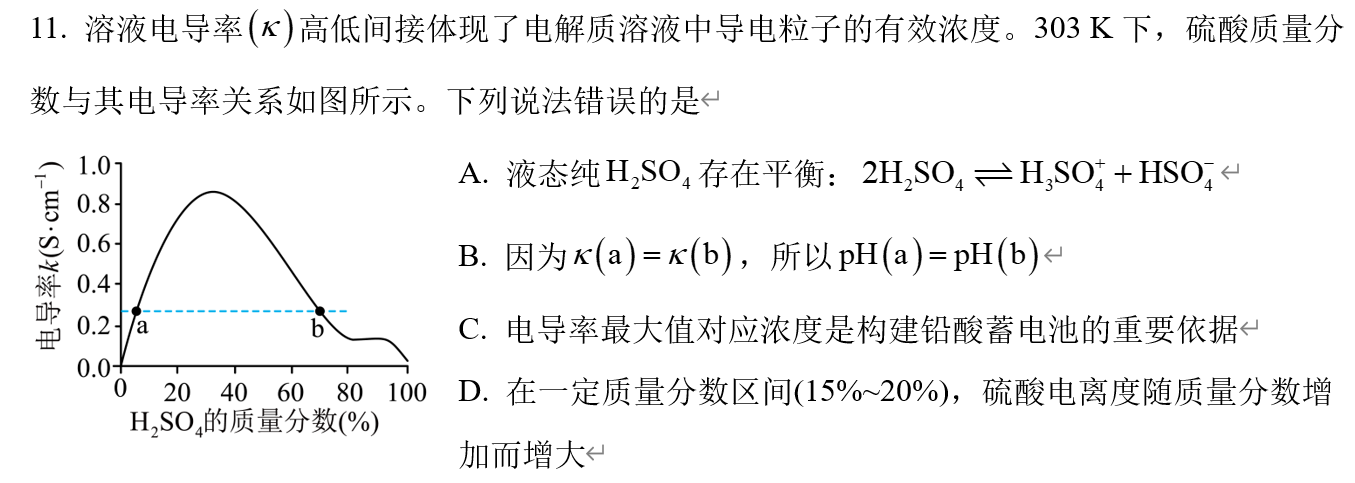 11. 溶液电导率(κ)高低间接体现了电解质溶液中导电粒子的有效浓度。303 K 下，硫酸质量分
数与其电导率关系如图所示。下列说法错误的是↵
电导率k(S·cm⁻¹)
1.0
0.8
0.6
0.4
0.2
0.0
a
b
0 20 40 60 80 100
H₂SO₄的质量分数(%)
A. 液态纯H₂SO₄存在平衡：2H₂SO₄⇌H₃SO₄⁺+HSO₄⁻↵
B. 因为κ(a)=κ(b)，所以pH(a)=pH(b)↵
C. 电导率最大值对应浓度是构建铅酸蓄电池的重要依据↵
D. 在一定质量分数区间(15%~20%)，硫酸电离度随质量分数增
加而增大↵